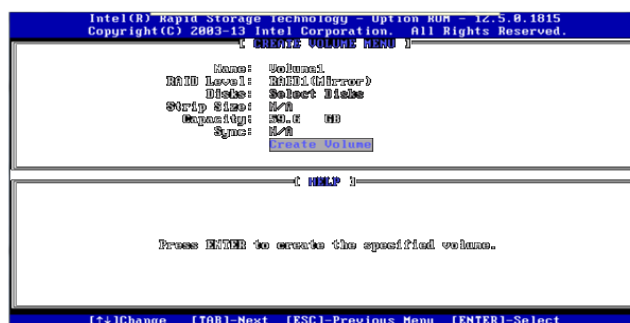 Intel(R) Rapid Storage Technology - Option ROM - 12.5.0.1815
Copyright(C) 2003-13 Intel Corporation. All Rights Reserved.
[ CREATE VOLUME MENU ]
Name: Volume1
RAID Level: RAID1(Mirror)
Disks: Select Disks
Strip Size: N/A
Capacity: 59.6 GB
Sync: N/A
Create Volume
[ HELP ]
Press ENTER to create the specified volume.
[↑↓]Change [TAB]-Next [ESC]-Previous Menu [ENTER]-Select